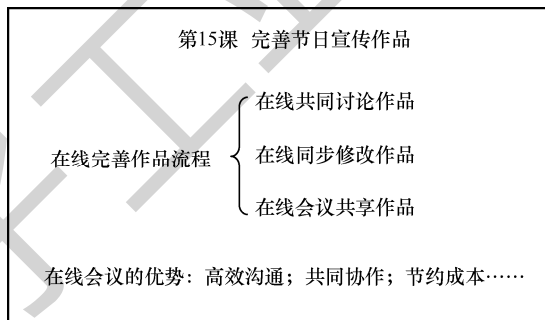 第15课 完善节日宣传作品
在线共同讨论作品
在线完善作品流程
在线同步修改作品
在线会议共享作品
在线会议的优势：高效沟通；共同协作；节约成本……